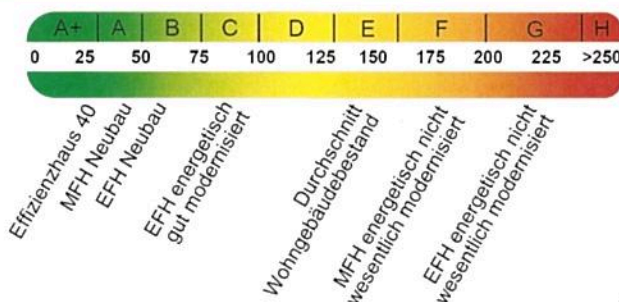 A+ A B C D E F G H
0 25 50 75 100 125 150 175 200 225 >250
Effizienzhaus 40
MFH Neubau
EFH Neubau
EFH energetisch
gut modernisiert
Durchschnitt
Wohngebäudebestand
MFH energetisch nicht
wesentlich modernisiert
EFH energetisch nicht
wesentlich modernisiert